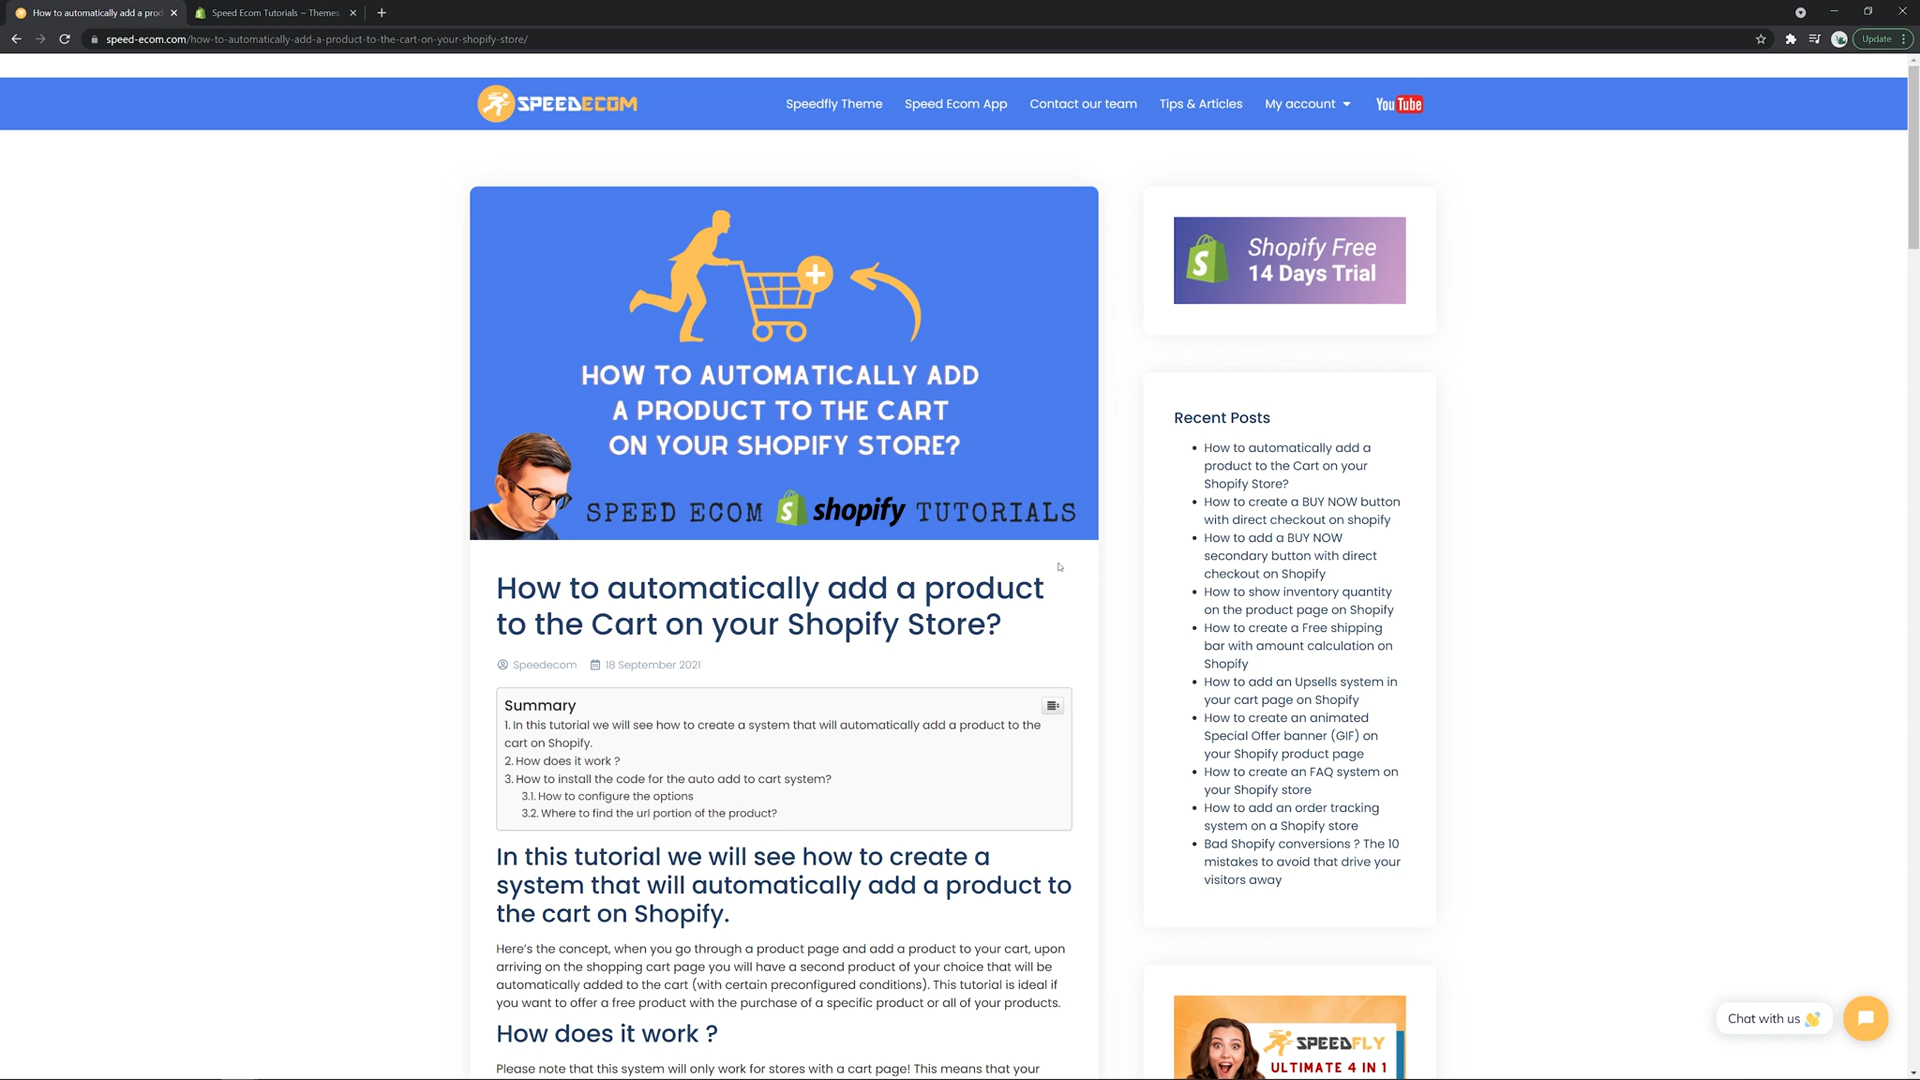 How to automatically add a prod
Speed Ecom Tutorials ~ Themes
speed-ecom.com/how-to-automatically-add-a-product-to-the-cart-on-your-shopify-store/
Update
SPEEDECOM
Speedfly Theme
Speed Ecom App
Contact our team
Tips & Articles
My account
YouTube
HOW TO AUTOMATICALLY ADD
A PRODUCT TO THE CART
ON YOUR SHOPIFY STORE?
SPEED ECOM shopify TUTORIALS
How to automatically add a product
to the Cart on your Shopify Store?
Speedecom 18 September 2021
Summary
1. In this tutorial we will see how to create a system that will automatically add a product to the
cart on Shopify.
2. How does it work ?
3. How to install the code for the auto add to cart system?
3.1. How to configure the options
3.2. Where to find the url portion of the product?
In this tutorial we will see how to create a
system that will automatically add a product to
the cart on Shopify.
Here's the concept, when you go through a product page and add a product to your cart, upon
arriving on the shopping cart page you will have a second product of your choice that will be
automatically added to the cart (with certain preconfigured conditions). This tutorial is ideal if
you want to offer a free product with the purchase of a specific product or all of your products.
How does it work ?
Please note that this system will only work for stores with a cart page! This means that your
Shopify Free
14 Days Trial
Recent Posts
How to automatically add a
product to the Cart on your
Shopify Store?
How to create a BUY NOW button
with direct checkout on shopify
How to add a BUY NOW
secondary button with direct
checkout on Shopify
How to show inventory quantity
on the product page on Shopify
How to create a Free shipping
bar with amount calculation on
Shopify
How to add an Upsells system in
your cart page on Shopify
How to create an animated
Special Offer banner (GIF) on
your Shopify product page
How to create an FAQ system on
your Shopify store
How to add an order tracking
system on a Shopify store
Bad Shopify conversions ? The 10
mistakes to avoid that drive your
visitors away
SPEEDFLY
ULTIMATE 4 IN 1
Chat with us 👋